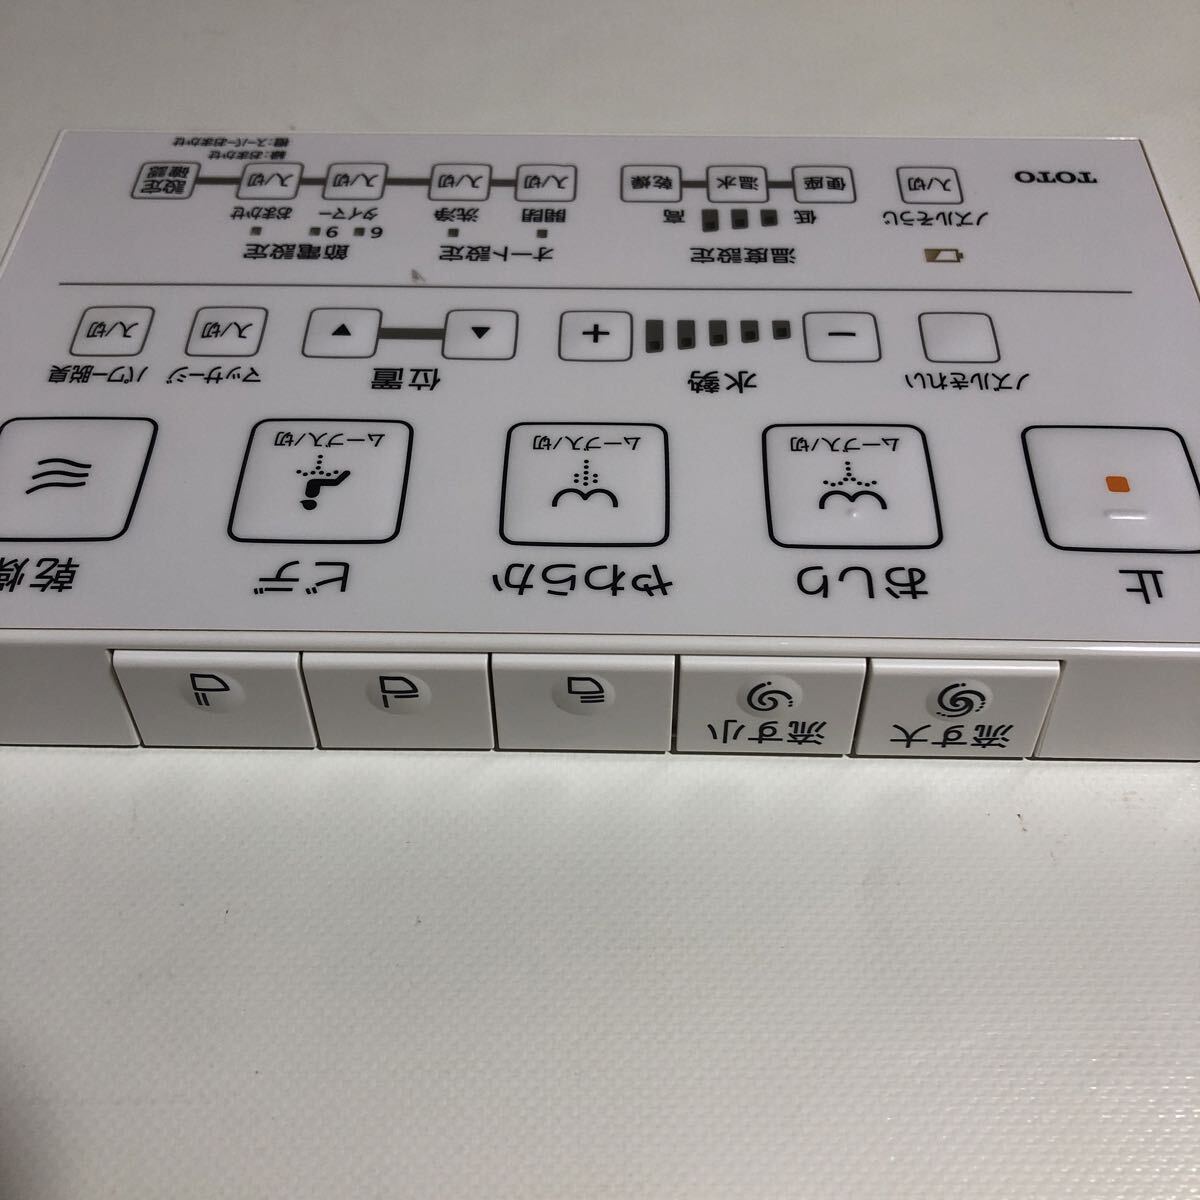 流す大
流す小
止
おしり
やわらか
ビデ
乾燥
ムーブ入/切
ムーブ入/切
ムーブ入/切
ノズルきれい
水勢
位置
マッサージ
パワー脱臭
−
+
入/切
入/切
温度設定
オート設定
節電設定
ノズルそうじ
低
高
開閉
洗浄
6
9
タイマー
おまかせ
TOTO
入/切
便座
温水
乾燥
入/切
入/切
入/切
入/切
設定
確認
緑:おまかせ
橙:スーパーおまかせ